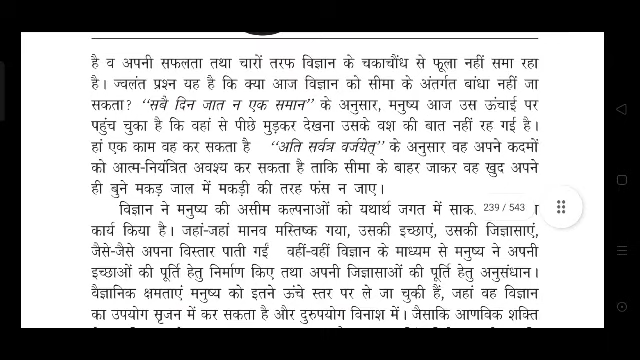 है व अपनी सफलता तथा चारों तरफ विज्ञान के चकाचौंध से फूला नहीं समा रहा
है। ज्वलंत प्रश्न यह है कि क्या आज विज्ञान को सीमा के अंतर्गत बांधा नहीं जा
सकता? ‘‘सवै दिन जात न एक समान’’ के अनुसार, मनुष्य आज उस ऊंचाई पर
पहुंच चुका है कि वहां से पीछे मुड़कर देखना उसके वश की बात नहीं रह गई है।
हां एक काम वह कर सकता है ‘‘अति सर्वत्र वर्जयेत्’’ के अनुसार वह अपने कदमों
को आत्म-नियंत्रित अवश्य कर सकता है ताकि सीमा के बाहर जाकर वह खुद अपने
ही बुने मकड़ जाल में मकड़ी की तरह फंस न जाए।
विज्ञान ने मनुष्य की असीम कल्पनाओं को यथार्थ जगत में साक 239 / 543
कार्य किया है। जहां-जहां मानव मस्तिष्क गया, उसकी इच्छाएं, उसकी जिज्ञासाएं,
जैसे-जैसे अपना विस्तार पाती गईं वहीं-वहीं विज्ञान के माध्यम से मनुष्य ने अपनी
इच्छाओं की पूर्ति हेतु निर्माण किए तथा अपनी जिज्ञासाओं की पूर्ति हेतु अनुसंधान।
वैज्ञानिक क्षमताएं मनुष्य को इतने ऊंचे स्तर पर ले जा चुकी हैं, जहां वह विज्ञान
का उपयोग सृजन में कर सकता है और दुरुपयोग विनाश में। जैसाकि आणविक शक्ति